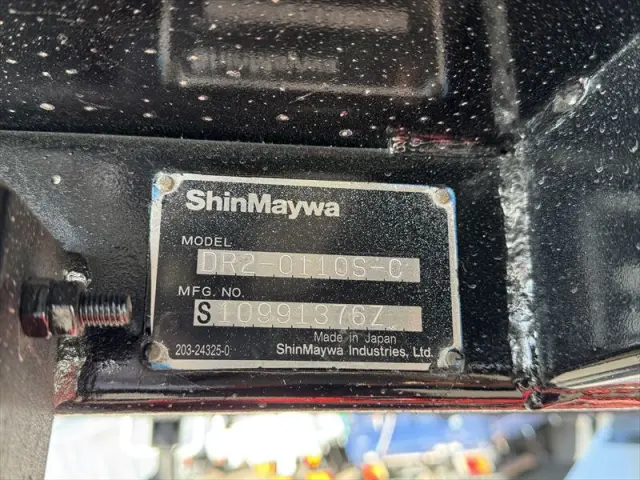 ShinMaywa
MODEL
DR2-0110S-C
MFG. NO.
S10991376Z
Made in Japan
203-24325-0 ShinMaywa Industries, Ltd.